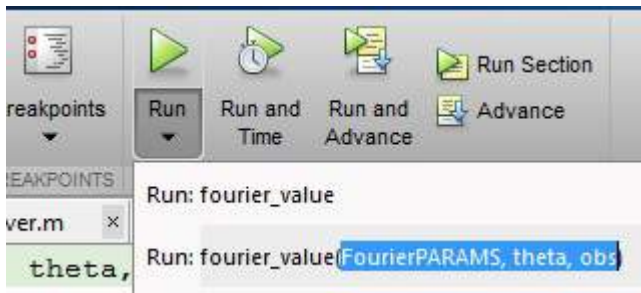 reakpoints
Run
Run and
Time
Run and
Advance
Run Section
Advance
EAKPOINTS
ver.m ×
theta,
Run: fourier_value
Run: fourier_value(FourierPARAMS, theta, obs)